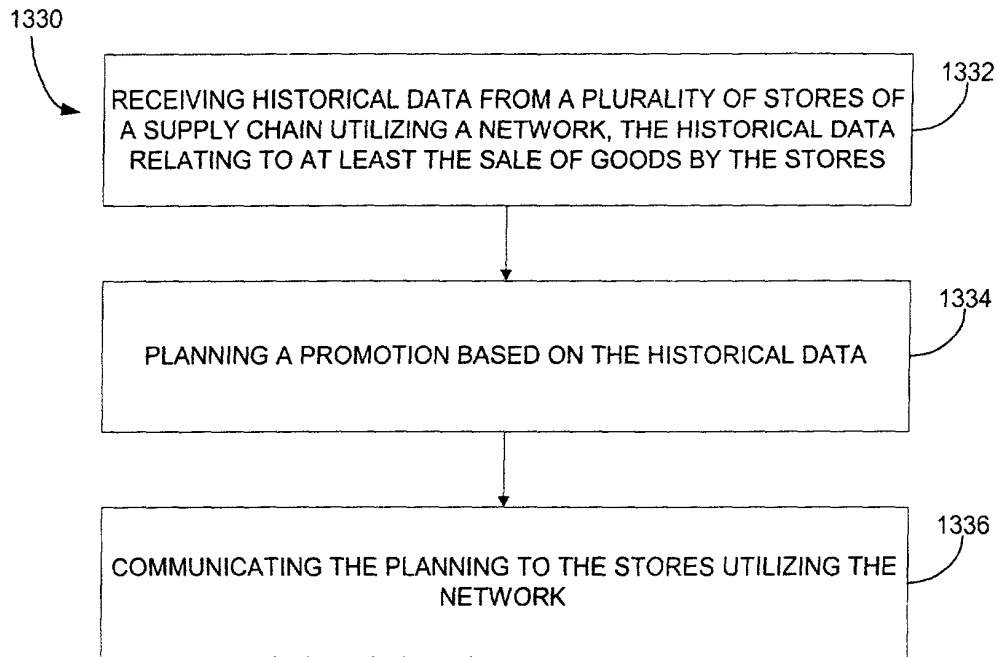 1330
1332
RECEIVING HISTORICAL DATA FROM A PLURALITY OF STORES OF
A SUPPLY CHAIN UTILIZING A NETWORK, THE HISTORICAL DATA
RELATING TO AT LEAST THE SALE OF GOODS BY THE STORES
1334
PLANNING A PROMOTION BASED ON THE HISTORICAL DATA
1336
COMMUNICATING THE PLANNING TO THE STORES UTILIZING THE
NETWORK